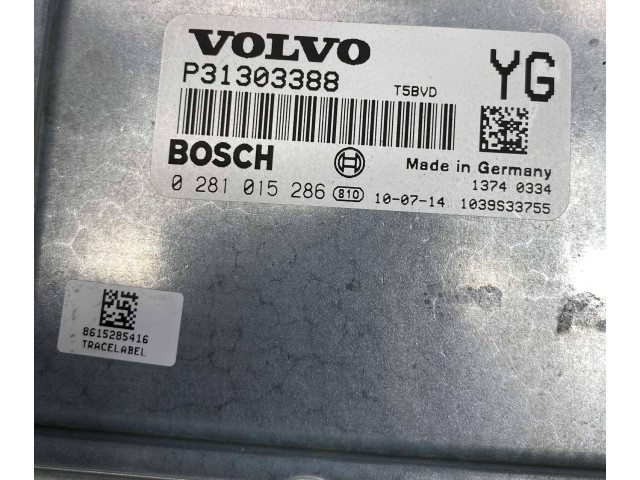 VOLVO
YG
P31303388 T5BVD
BOSCH Made in Germany
1374 0334
0 281 015 286 810 10-07-14 1039S33755
8615285416
TRACELABEL